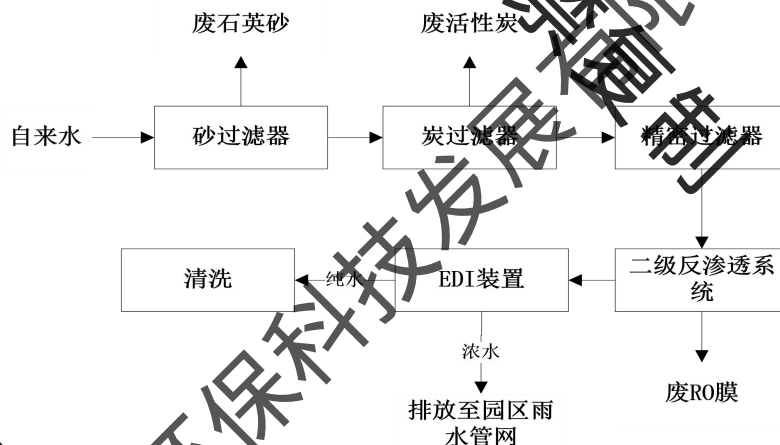 废石英砂
废活性炭
自来水
砂过滤器
炭过滤器
精密过滤器
清洗
纯水
EDI装置
二级反渗透系
统
浓水
废RO膜
排放至园区雨
水管网
环保科技发展有限
复制